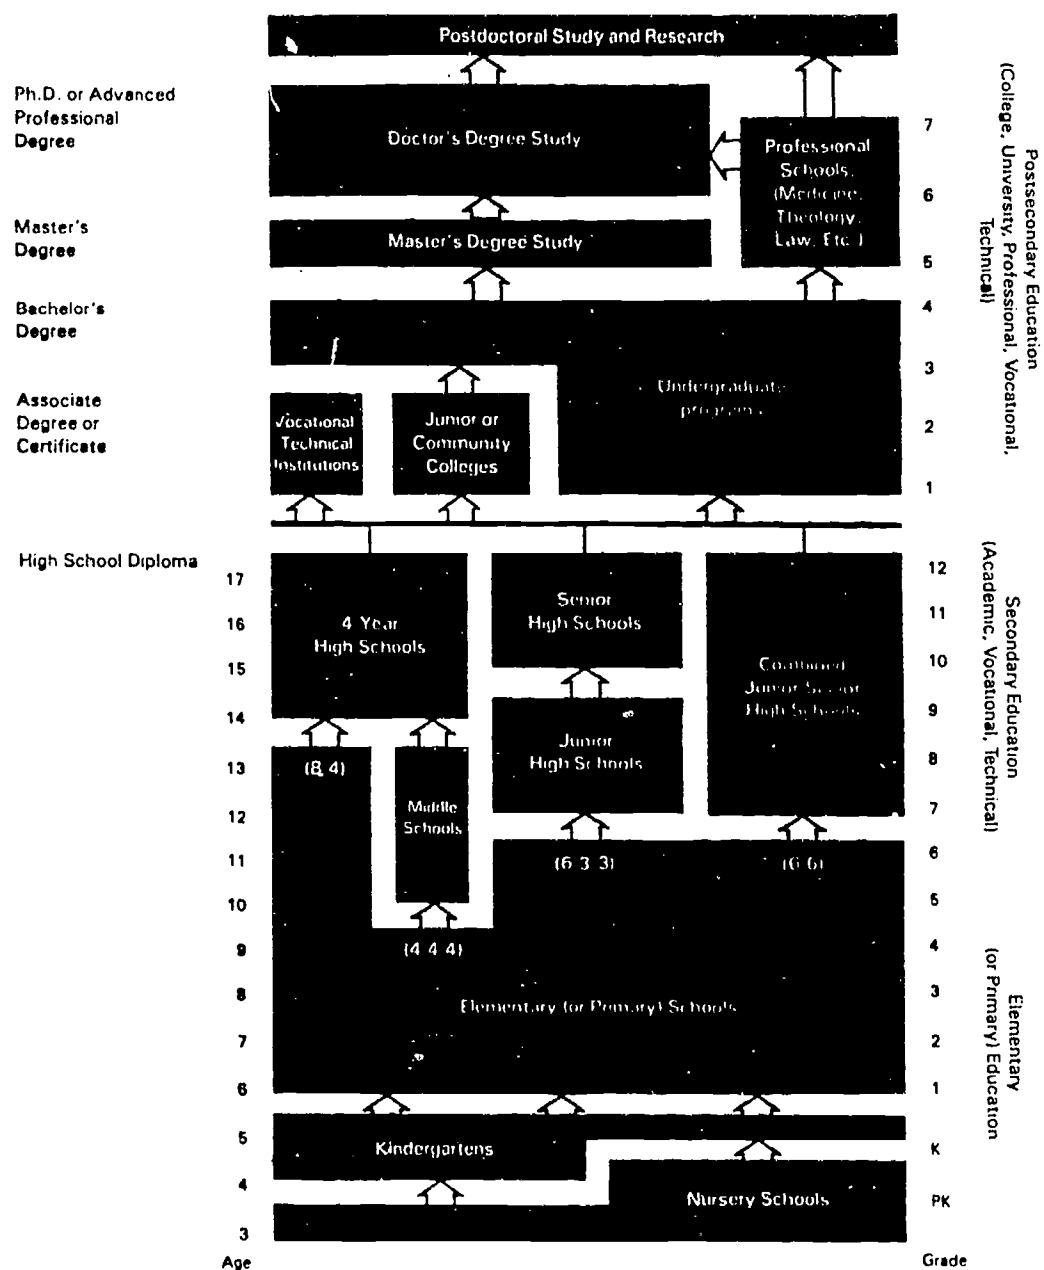 Postdoctoral Study and Research
Ph.D. or Advanced
Professional
Degree
Doctor's Degree Study
Professional
Schools,
(Medicine,
Theology,
Law, Etc.)
7
6
5
Master's
Degree
Master's Degree Study
Bachelor's
Degree
4
3
Undergraduate
programs
Associate
Degree or
Certificate
Vocational
Technical
Institutions
Junior or
Community
Colleges
2
1
Postsecondary Education
(College, University, Professional, Vocational,
Technical)
High School Diploma
17
16
15
14
13
12
11
10
9
8
7
6
5
4
3
Age
4 Year
High Schools
Senior
High Schools
Combined
Junior-Senior
High Schools
Junior
High Schools
(8 4)
Middle
Schools
(6 3 3)
(6 6)
(4 4 4)
Elementary (or Primary) Schools
Kindergartens
Nursery Schools
12
11
10
9
8
7
6
5
4
3
2
1
K
PK
Grade
Secondary Education
(Academic, Vocational, Technical)
Elementary
(or Primary) Education